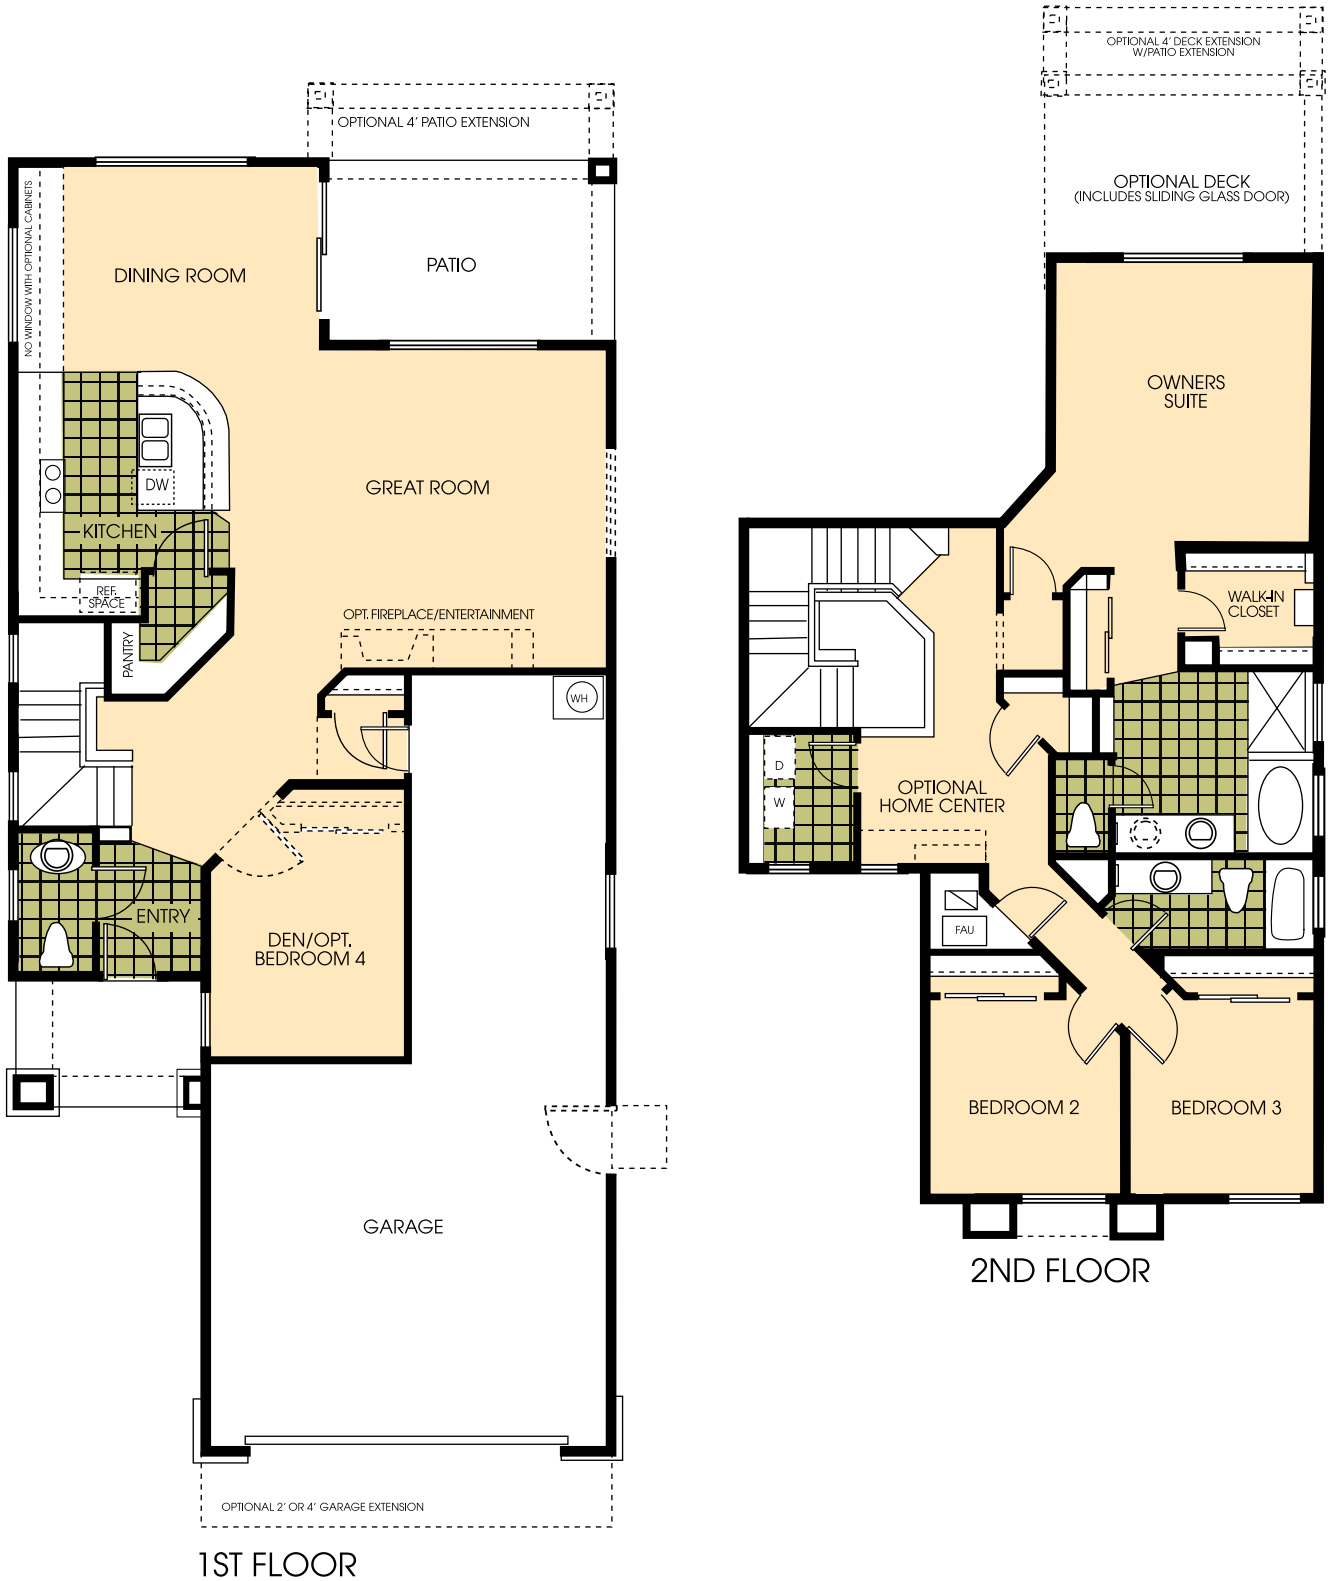 OPTIONAL 4' PATIO EXTENSION
NO WINDOW WITH OPTIONAL CABINETS
DINING ROOM
PATIO
DW
GREAT ROOM
KITCHEN
REF.
SPACE
OPT. FIREPLACE/ENTERTAINMENT
PANTRY
WH
ENTRY
DEN/OPT.
BEDROOM 4
GARAGE
OPTIONAL 2' OR 4' GARAGE EXTENSION
1ST FLOOR
OPTIONAL 4' DECK EXTENSION
W/PATIO EXTENSION
OPTIONAL DECK
(INCLUDES SLIDING GLASS DOOR)
OWNERS
SUITE
WALK-IN
CLOSET
D
W
OPTIONAL
HOME CENTER
FAU
BEDROOM 2
BEDROOM 3
2ND FLOOR